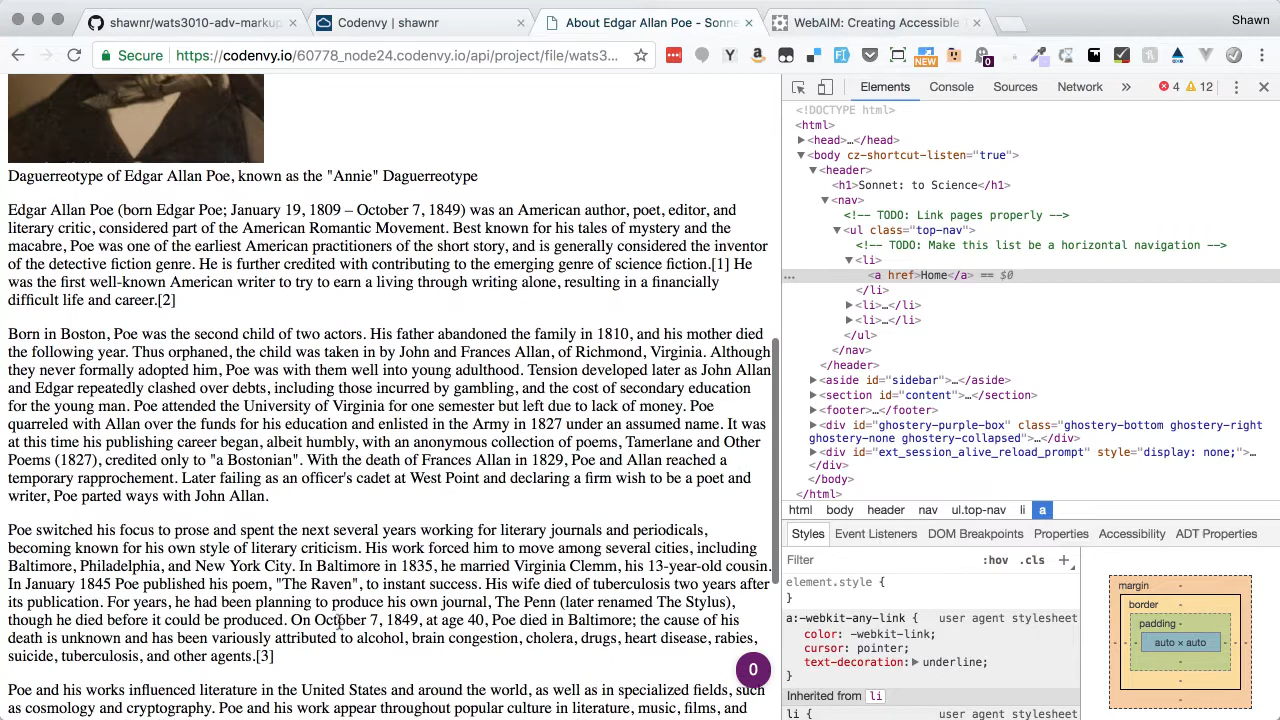 shawnr/wats3010-adv-markup
Codenvy | shawnr
About Edgar Allan Poe - Sonne
WebAIM: Creating Accessible
Shawn
Secure
https://codenvy.io/60778_node24.codenvy.io/api/project/file/wats3...
NEW
0
Daguerreotype of Edgar Allan Poe, known as the "Annie" Daguerreotype
Edgar Allan Poe (born Edgar Poe; January 19, 1809 – October 7, 1849) was an American author, poet, editor, and
literary critic, considered part of the American Romantic Movement. Best known for his tales of mystery and the
macabre, Poe was one of the earliest American practitioners of the short story, and is generally considered the inventor
of the detective fiction genre. He is further credited with contributing to the emerging genre of science fiction.[1] He
was the first well-known American writer to try to earn a living through writing alone, resulting in a financially
difficult life and career.[2]
Born in Boston, Poe was the second child of two actors. His father abandoned the family in 1810, and his mother died
the following year. Thus orphaned, the child was taken in by John and Frances Allan, of Richmond, Virginia. Although
they never formally adopted him, Poe was with them well into young adulthood. Tension developed later as John Allan
and Edgar repeatedly clashed over debts, including those incurred by gambling, and the cost of secondary education
for the young man. Poe attended the University of Virginia for one semester but left due to lack of money. Poe
quarreled with Allan over the funds for his education and enlisted in the Army in 1827 under an assumed name. It was
at this time his publishing career began, albeit humbly, with an anonymous collection of poems, Tamerlane and Other
Poems (1827), credited only to "a Bostonian". With the death of Frances Allan in 1829, Poe and Allan reached a
temporary rapprochement. Later failing as an officer's cadet at West Point and declaring a firm wish to be a poet and
writer, Poe parted ways with John Allan.
Poe switched his focus to prose and spent the next several years working for literary journals and periodicals,
becoming known for his own style of literary criticism. His work forced him to move among several cities, including
Baltimore, Philadelphia, and New York City. In Baltimore in 1835, he married Virginia Clemm, his 13-year-old cousin.
In January 1845 Poe published his poem, "The Raven", to instant success. His wife died of tuberculosis two years after
its publication. For years, he had been planning to produce his own journal, The Penn (later renamed The Stylus),
though he died before it could be produced. On October 7, 1849, at age 40, Poe died in Baltimore; the cause of his
death is unknown and has been variously attributed to alcohol, brain congestion, cholera, drugs, heart disease, rabies,
suicide, tuberculosis, and other agents.[3]
Poe and his works influenced literature in the United States and around the world, as well as in specialized fields, such
as cosmology and cryptography. Poe and his work appear throughout popular culture in literature, music, films, and
0
Elements Console Sources Network » 4 12
<!DOCTYPE html>
<html>
<head>…</head>
<body cz-shortcut-listen="true">
<header>
<h1>Sonnet: to Science</h1>
<nav>
<!-- TODO: Link pages properly -->
<ul class="top-nav">
<!-- TODO: Make this list be a horizontal navigation -->
<li>
... <a href>Home</a> == $0
</li>
<li>…</li>
<li>…</li>
</ul>
</nav>
</header>
<aside id="sidebar">…</aside>
<section id="content">…</section>
<footer>…</footer>
<div id="ghostery-purple-box" class="ghostery-bottom ghostery-right
ghostery-none ghostery-collapsed">…</div>
<div id="ext_session_alive_reload_prompt" style="display: none;">…
</div>
</body>
</html>
html body header nav ul.top-nav li a
Styles Event Listeners DOM Breakpoints Properties Accessibility ADT Properties
Filter :hov .cls +
element.style {
}
a:-webkit-any-link { user agent stylesheet
color: -webkit-link;
cursor: pointer;
text-decoration: underline;
}
Inherited from li
li { user agent stylesheet
margin -
border -
padding -
auto × auto